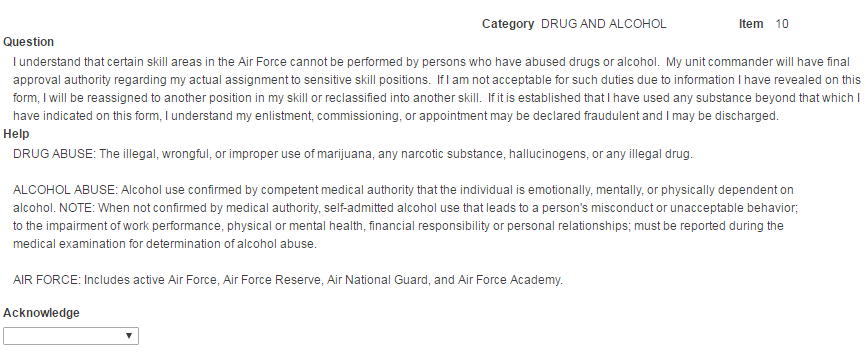 Category DRUG AND ALCOHOL Item 10
Question
I understand that certain skill areas in the Air Force cannot be performed by persons who have abused drugs or alcohol. My unit commander will have final
approval authority regarding my actual assignment to sensitive skill positions. If I am not acceptable for such duties due to information I have revealed on this
form, I will be reassigned to another position in my skill or reclassified into another skill. If it is established that I have used any substance beyond that which I
have indicated on this form, I understand my enlistment, commissioning, or appointment may be declared fraudulent and I may be discharged.
Help
DRUG ABUSE: The illegal, wrongful, or improper use of marijuana, any narcotic substance, hallucinogens, or any illegal drug.
ALCOHOL ABUSE: Alcohol use confirmed by competent medical authority that the individual is emotionally, mentally, or physically dependent on
alcohol. NOTE: When not confirmed by medical authority, self-admitted alcohol use that leads to a person's misconduct or unacceptable behavior;
to the impairment of work performance, physical or mental health, financial responsibility or personal relationships; must be reported during the
medical examination for determination of alcohol abuse.
AIR FORCE: Includes active Air Force, Air Force Reserve, Air National Guard, and Air Force Academy.
Acknowledge